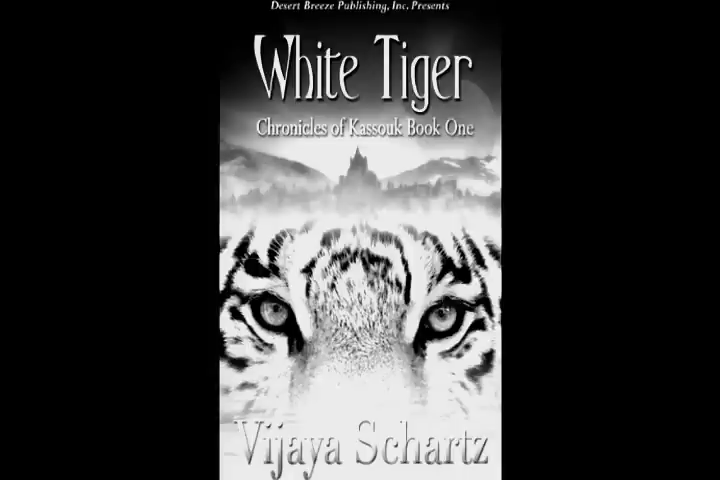 Desert Breeze Publishing, Inc. Presents
White Tiger
Chronicles of Kassouk Book One
Vijaya Schartz